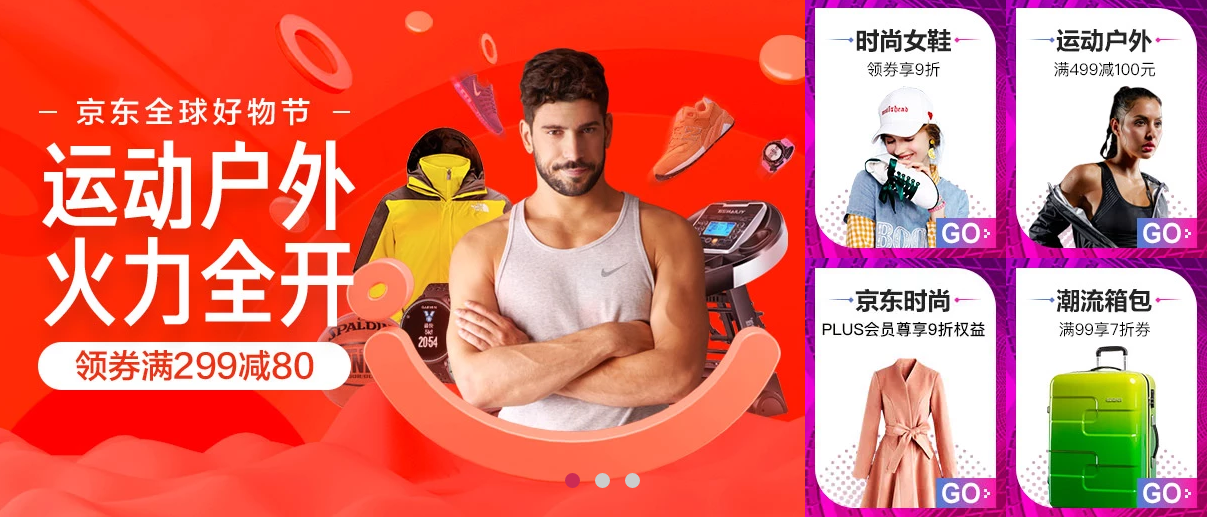 京东全球好物节
运动户外
火力全开
领券满299减80
SPALDING
GARMIN
2054
时尚女鞋
领券享9折
GO
运动户外
满499减100元
GO
京东时尚
PLUS会员尊享9折权益
GO
潮流箱包
满99享7折券
GO